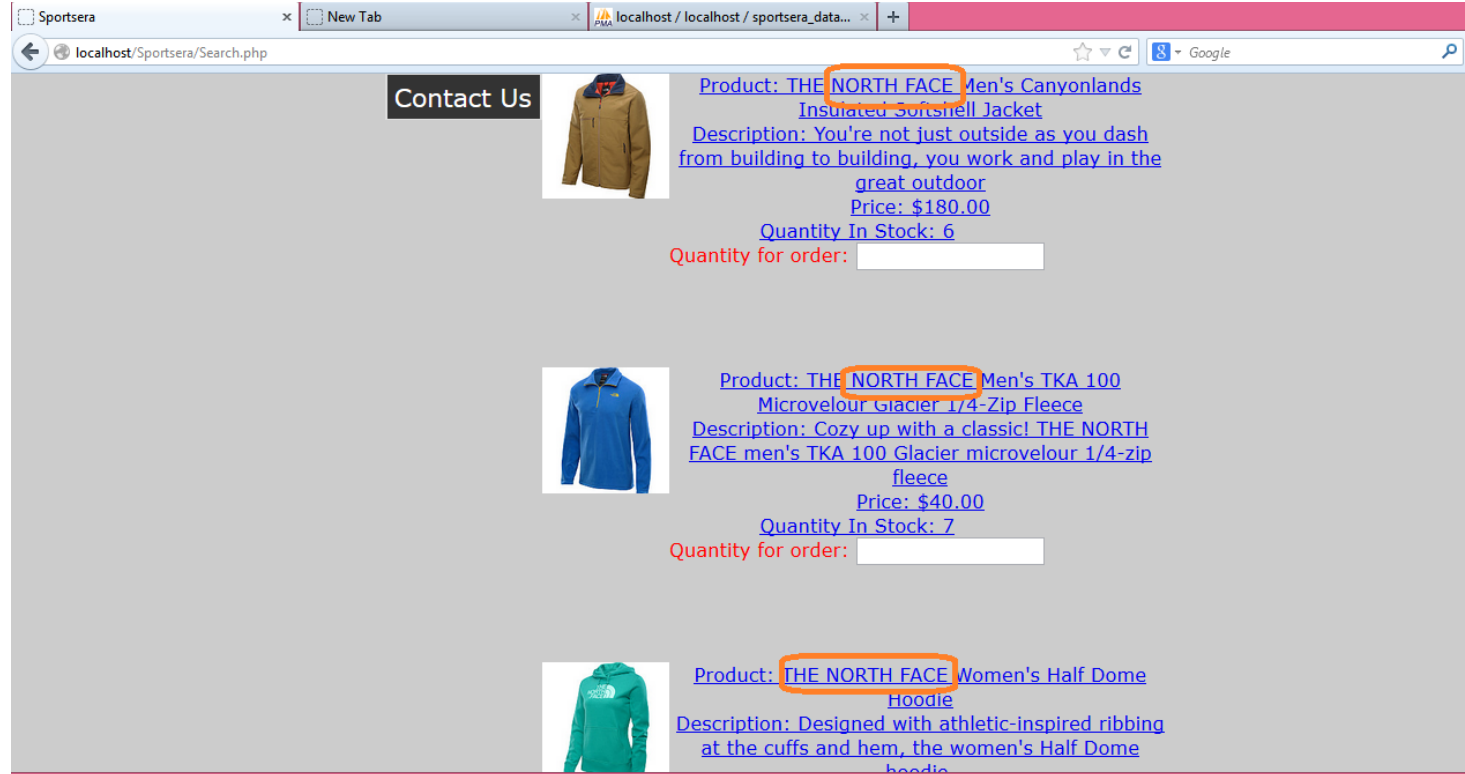 Sportsera
New Tab
localhost / localhost / sportsera_data...
localhost/Sportsera/Search.php
Google
Contact Us
Product: THE NORTH FACE Men's Canyonlands
Insulated Softshell Jacket
Description: You're not just outside as you dash
from building to building, you work and play in the
great outdoor
Price: $180.00
Quantity In Stock: 6
Quantity for order:
Product: THE NORTH FACE Men's TKA 100
Microvelour Glacier 1/4-Zip Fleece
Description: Cozy up with a classic! THE NORTH
FACE men's TKA 100 Glacier microvelour 1/4-zip
fleece
Price: $40.00
Quantity In Stock: 7
Quantity for order:
THE
NORTH
FACE
Product: THE NORTH FACE Women's Half Dome
Hoodie
Description: Designed with athletic-inspired ribbing
at the cuffs and hem, the women's Half Dome
hoodie